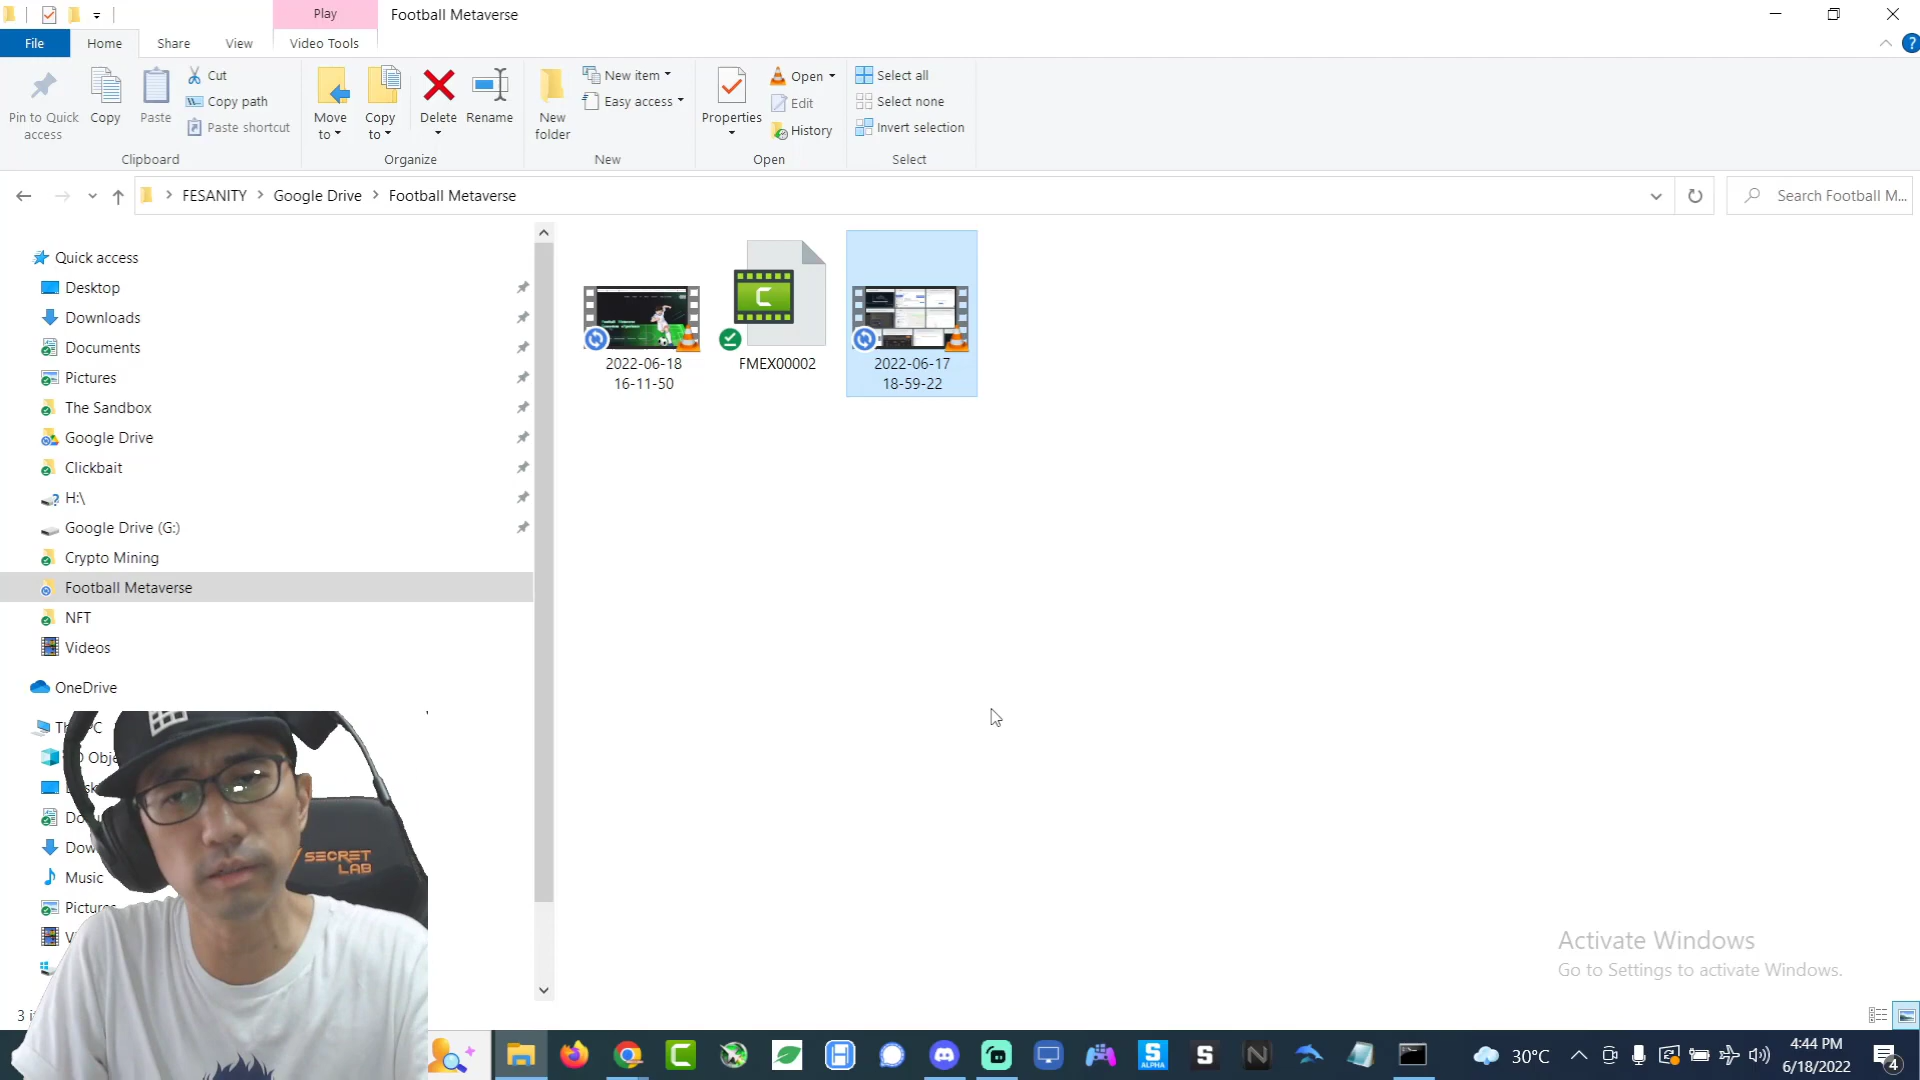 Play
Football Metaverse
File
Home
Share
View
Video Tools
Pin to Quick
access
Copy
Paste
Cut
Copy path
Paste shortcut
Clipboard
Move
to
Copy
to
Delete
Rename
Organize
New
folder
New item
Easy access
New
Properties
Open
Edit
History
Open
Select all
Select none
Invert selection
Select
FESANITY > Google Drive > Football Metaverse
Search Football M...
Quick access
Desktop
Downloads
Documents
Pictures
The Sandbox
Google Drive
Clickbait
H:\
Google Drive (G:)
Crypto Mining
Football Metaverse
NFT
Videos
OneDrive
Music
2022-06-18
16-11-50
FMEX00002
2022-06-17
18-59-22
SECRET
LAB
Activate Windows
Go to Settings to activate Windows.
ALPHA
30°C
4:44 PM
6/18/2022
4